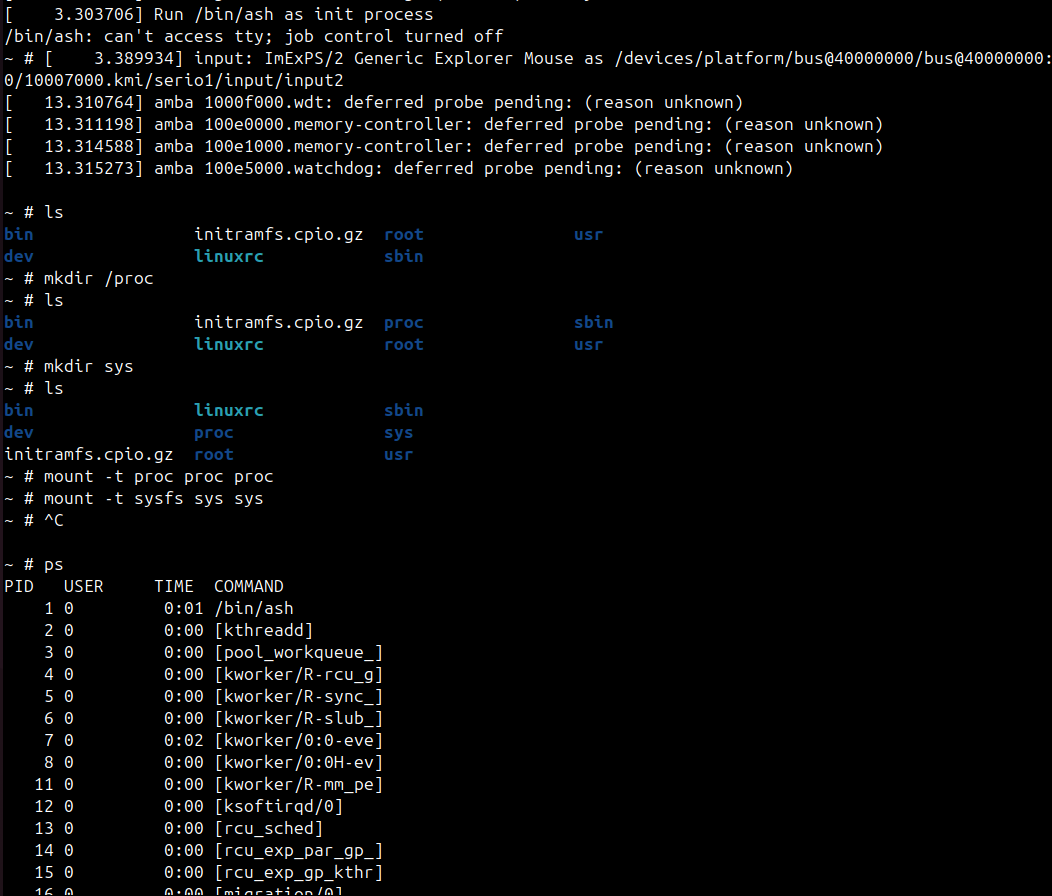 [    3.303706] Run /bin/ash as init process
/bin/ash: can't access tty; job control turned off
~ # [    3.389934] input: ImExPS/2 Generic Explorer Mouse as /devices/platform/bus@40000000/bus@40000000:
0/10007000.kmi/serio1/input/input2
[   13.310764] amba 1000f000.wdt: deferred probe pending: (reason unknown)
[   13.311198] amba 100e0000.memory-controller: deferred probe pending: (reason unknown)
[   13.314588] amba 100e1000.memory-controller: deferred probe pending: (reason unknown)
[   13.315273] amba 100e5000.watchdog: deferred probe pending: (reason unknown)

~ # ls
bin                initramfs.cpio.gz  root               usr
dev                linuxrc            sbin
~ # mkdir /proc
~ # ls
bin                initramfs.cpio.gz  proc               sbin
dev                linuxrc            root               usr
~ # mkdir sys
~ # ls
bin                linuxrc            sbin
dev                proc               sys
initramfs.cpio.gz  root               usr
~ # mount -t proc proc proc
~ # mount -t sysfs sys sys
~ # ^C

~ # ps
PID   USER     TIME  COMMAND
    1 0         0:01 /bin/ash
    2 0         0:00 [kthreadd]
    3 0         0:00 [pool_workqueue_]
    4 0         0:00 [kworker/R-rcu_g]
    5 0         0:00 [kworker/R-sync_]
    6 0         0:00 [kworker/R-slub_]
    7 0         0:02 [kworker/0:0-eve]
    8 0         0:00 [kworker/0:0H-ev]
   11 0         0:00 [kworker/R-mm_pe]
   12 0         0:00 [ksoftirqd/0]
   13 0         0:00 [rcu_sched]
   14 0         0:00 [rcu_exp_par_gp_]
   15 0         0:00 [rcu_exp_gp_kthr]
   16 0         0:00 [migration/0]